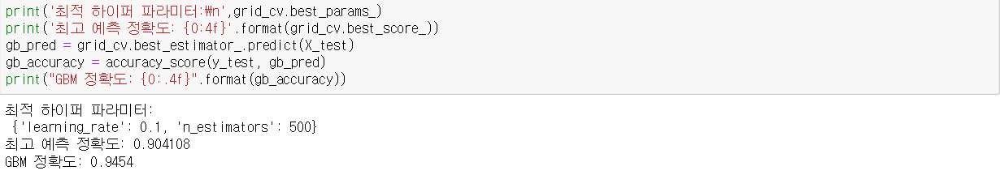 print('최적 하이퍼 파라미터:₩n',grid_cv.best_params_)
print('최고 예측 정확도: {0:4f}'.format(grid_cv.best_score_))
gb_pred = grid_cv.best_estimator_.predict(X_test)
gb_accuracy = accuracy_score(y_test, gb_pred)
print("GBM 정확도: {0:.4f}".format(gb_accuracy))
최적 하이퍼 파라미터:
{'learning_rate': 0.1, 'n_estimators': 500}
최고 예측 정확도: 0.904108
GBM 정확도: 0.9454